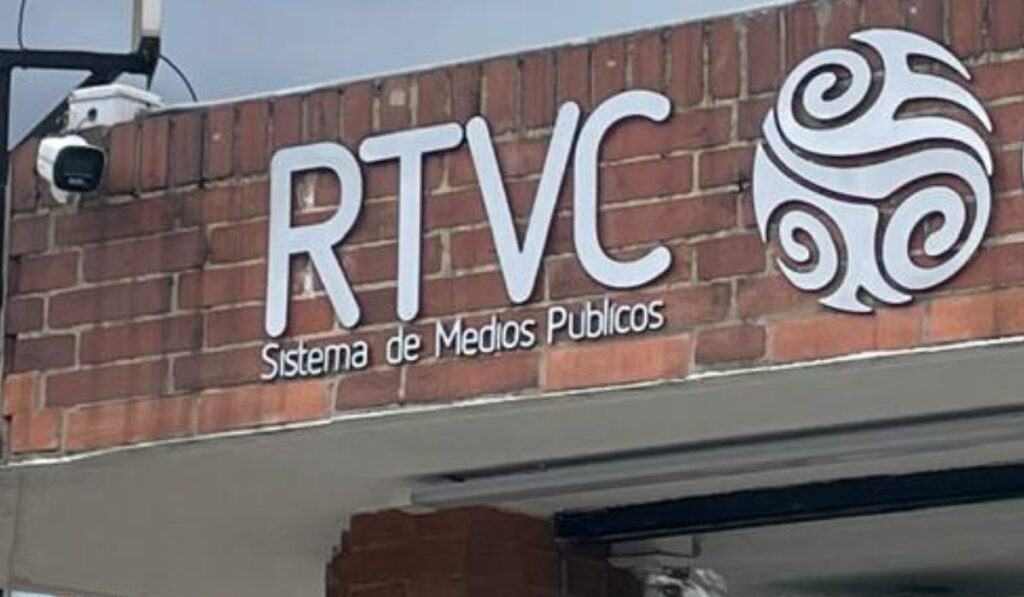 RTVC
Sistema de Medios Publicos